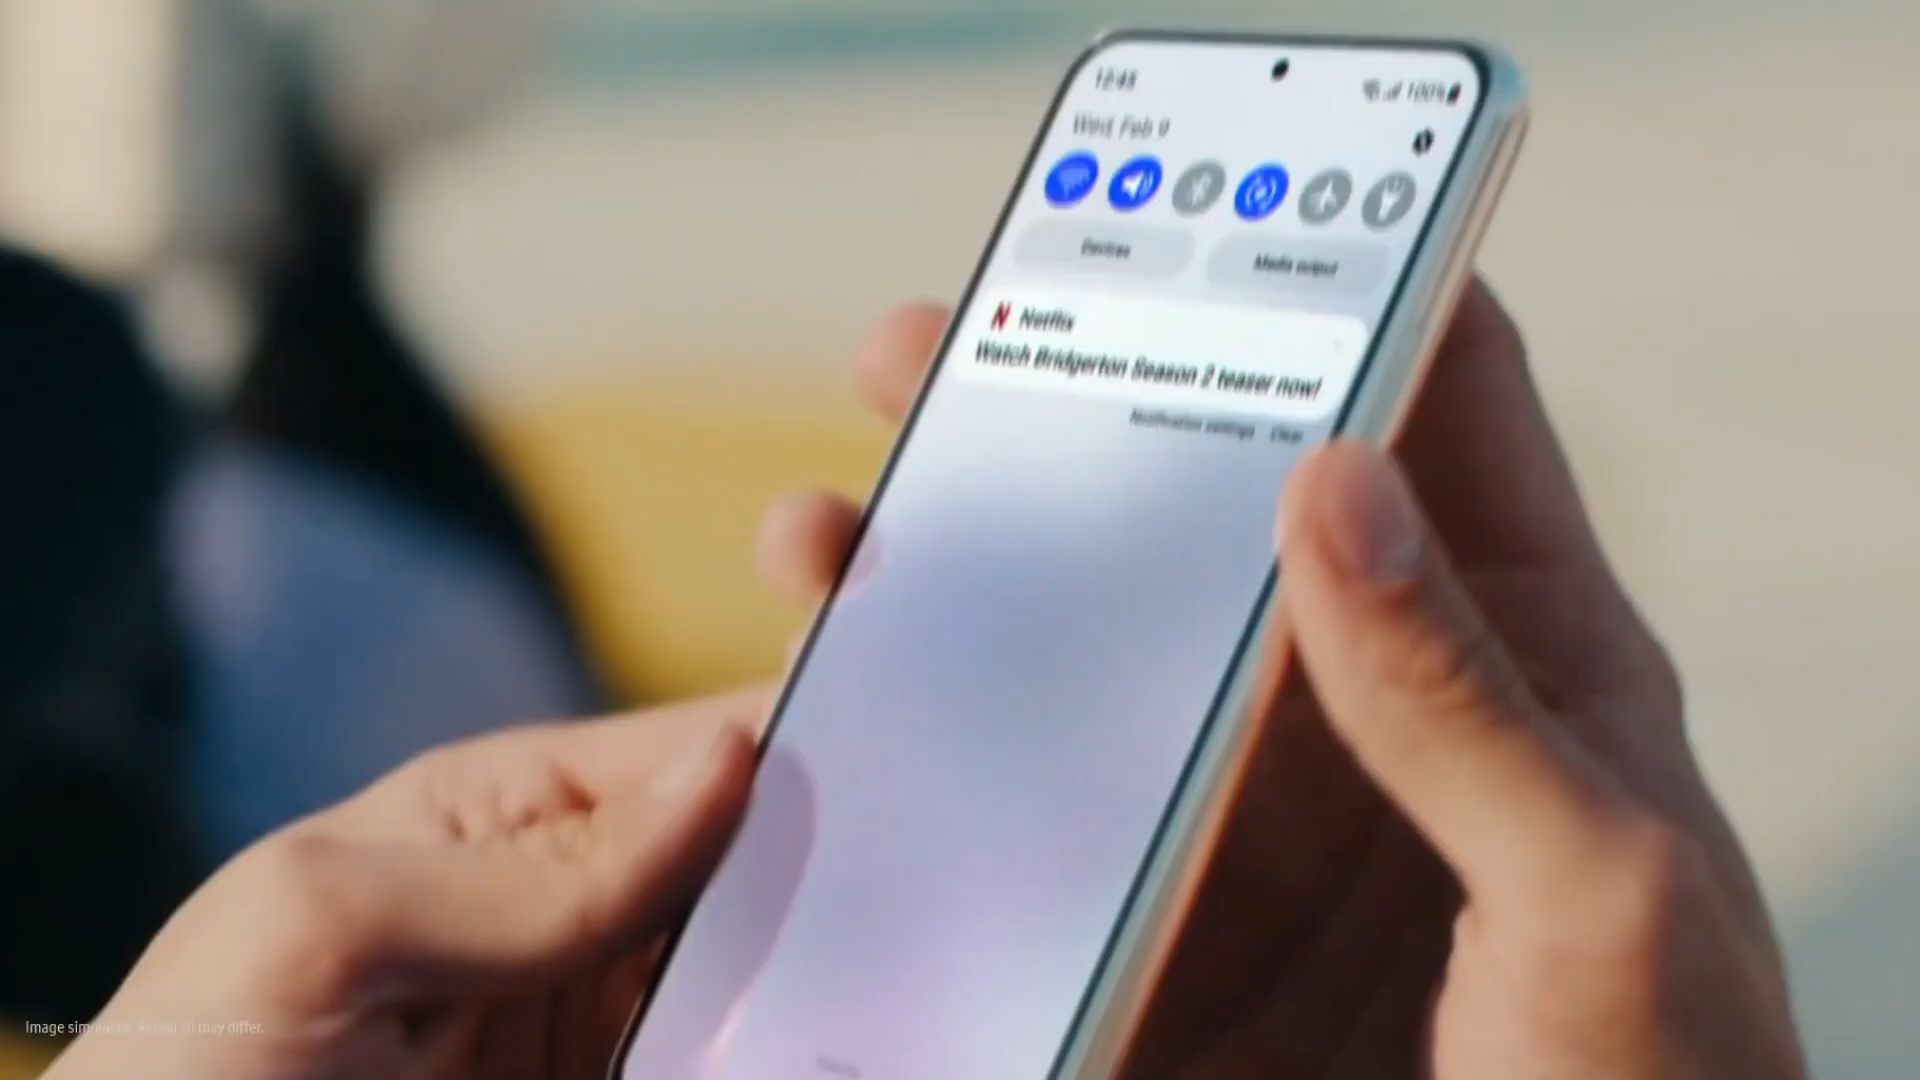 12:45
100%
Wed, Feb 9
Devices
Media output
Netflix
Watch Bridgerton Season 2 teaser now!
Notification settings
Clear
Image simulated. Actual UI may differ.